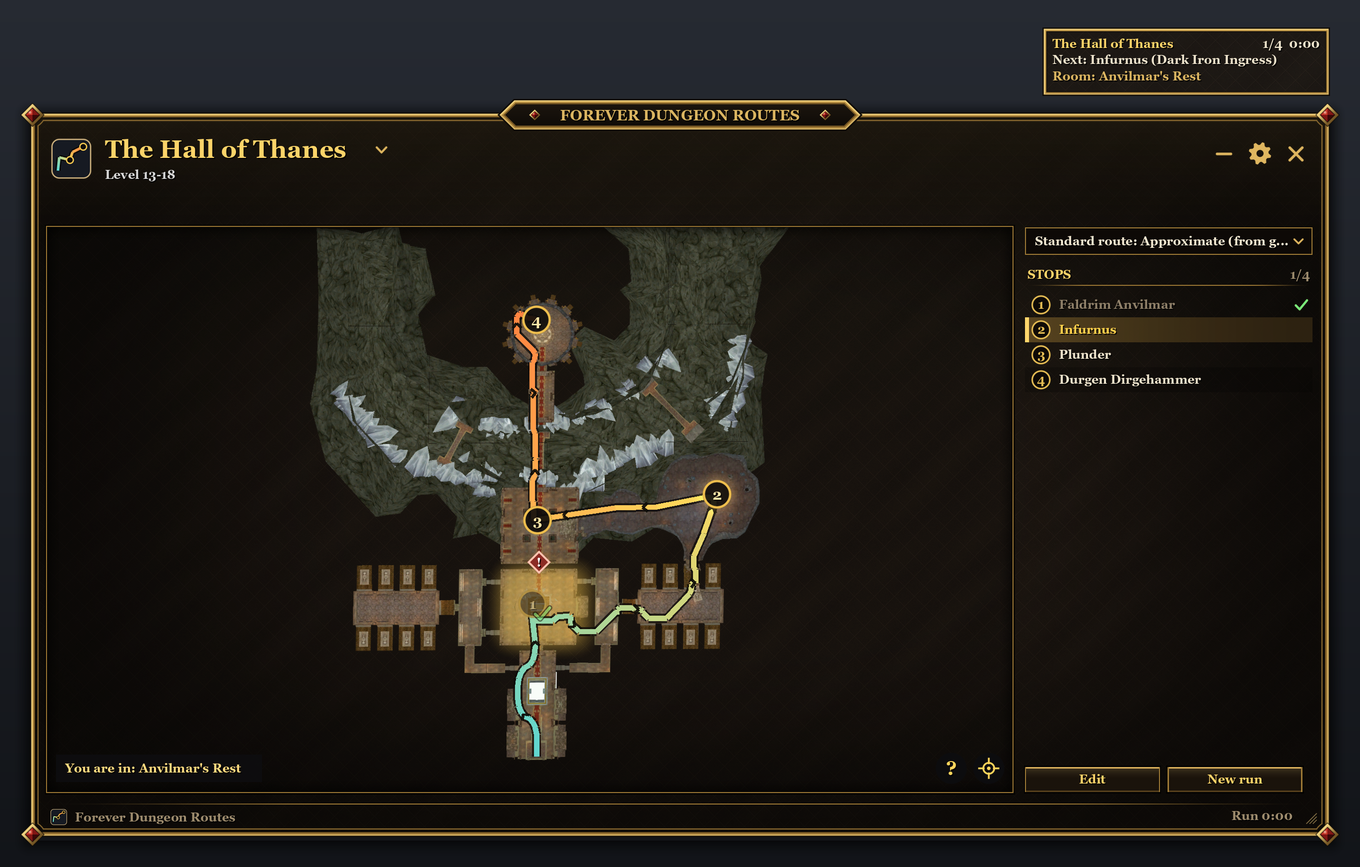 The Hall of Thanes 1/4 0:00
Next: Infurnus (Dark Iron Ingress)
Room: Anvilmar's Rest
FOREVER DUNGEON ROUTES
The Hall of Thanes
Level 13-18
Standard route: Approximate (from g...
STOPS 1/4
1 Faldrim Anvilmar
2 Infurnus
3 Plunder
4 Durgen Dirgehammer
4
2
3
!
1
You are in: Anvilmar's Rest
?
Edit
New run
Forever Dungeon Routes
Run 0:00